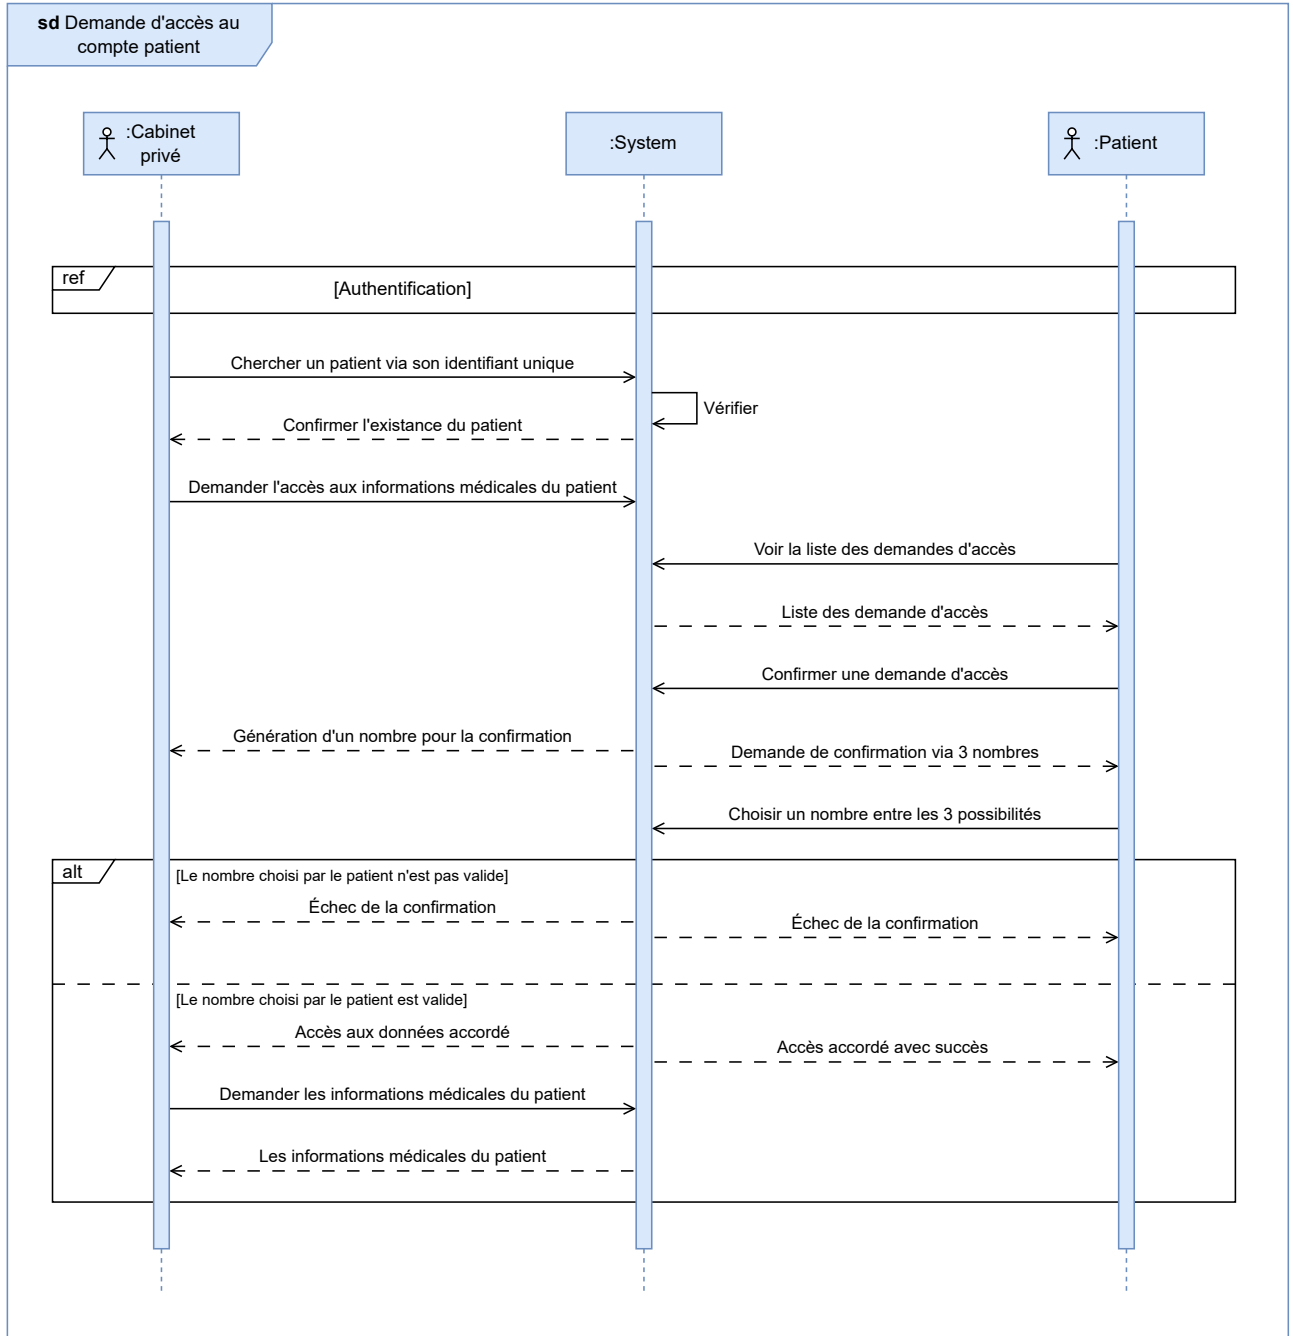 sd Demande d'accès au
compte patient
:Cabinet
privé
:System
:Patient
ref
[Authentification]
Chercher un patient via son identifiant unique
Vérifier
Confirmer l'existance du patient
Demander l'accès aux informations médicales du patient
Voir la liste des demandes d'accès
Liste des demande d'accès
Confirmer une demande d'accès
Génération d'un nombre pour la confirmation
Demande de confirmation via 3 nombres
Choisir un nombre entre les 3 possibilités
alt
[Le nombre choisi par le patient n'est pas valide]
Échec de la confirmation
Échec de la confirmation
[Le nombre choisi par le patient est valide]
Accès aux données accordé
Accès accordé avec succès
Demander les informations médicales du patient
Les informations médicales du patient